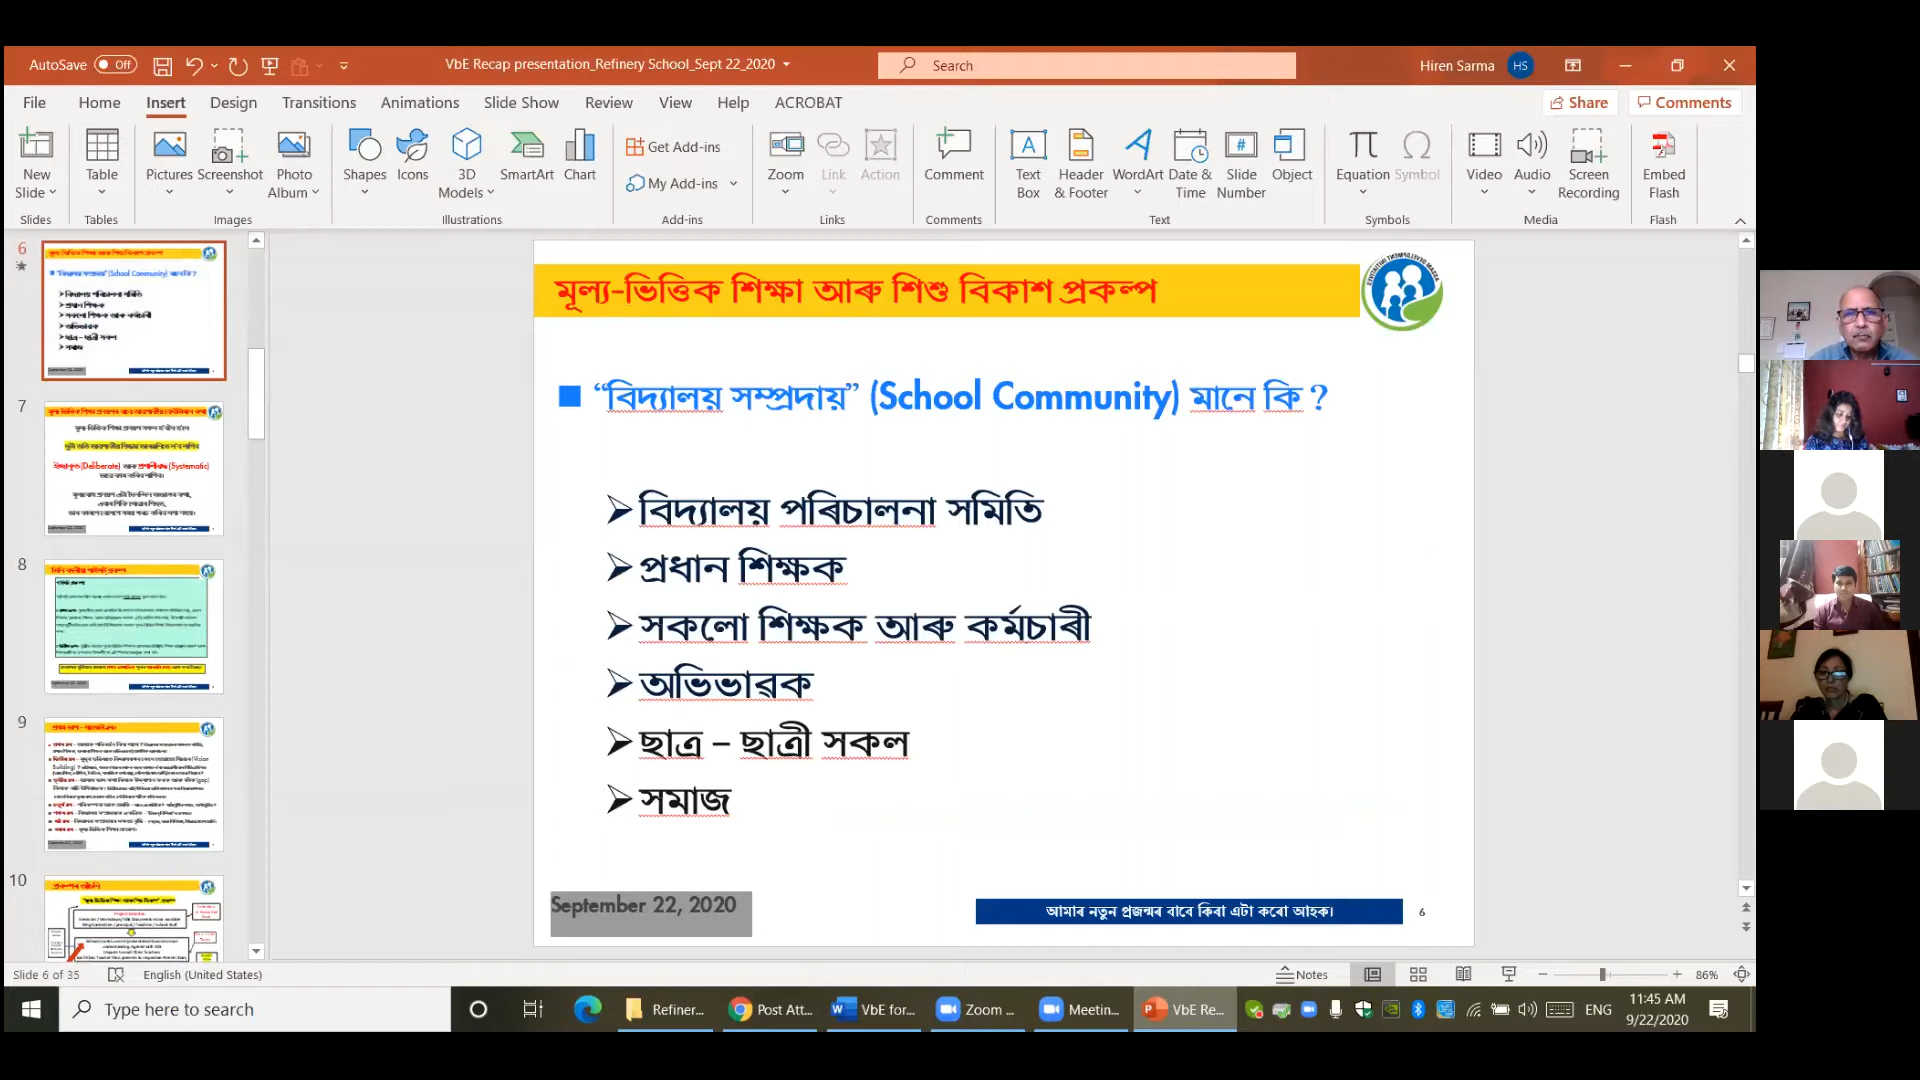 AutoSave Off
VbE Recap presentation_Refinery School_Sept 22_2020
Search
Hiren Sarma HS
File Home Insert Design Transitions Animations Slide Show Review View Help ACROBAT
Share Comments
New Slide
Table
Pictures Screenshot Photo Album
Shapes Icons 3D Models SmartArt Chart
Get Add-ins
My Add-ins
Zoom Link Action
Comment
Text Box Header & Footer WordArt Date & Time Slide Number Object
Equation Symbol
Video Audio Screen Recording
Embed Flash
Slides Tables Images Illustrations Add-ins Links Comments Text Symbols Media Flash
6
7
8
9
10
মূল্য-ভিত্তিক শিক্ষা আৰু শিশু বিকাশ প্ৰকল্প
“বিদ্যালয় সম্প্ৰদায়” (School Community) মানে কি ?
বিদ্যালয় পৰিচালনা সমিতি
প্ৰধান শিক্ষক
সকলো শিক্ষক আৰু কৰ্মচাৰী
অভিভাৱক
ছাত্ৰ – ছাত্ৰী সকল
সমাজ
September 22, 2020
আমাৰ নতুন প্ৰজন্মৰ বাবে কিবা এটা কৰো আহক।
6
Slide 6 of 35
English (United States)
Notes
86%
Type here to search
Refiner...
Post Att...
VbE for...
Zoom ...
Meetin...
VbE Re...
ENG
11:45 AM
9/22/2020